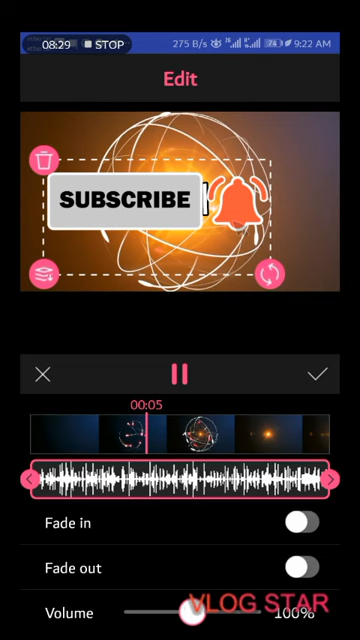 08:29 STOP 275 B/s 74 9:22 AM
Edit
SUBSCRIBE
00:05
Fade in
Fade out
Volume 100%
VLOG STAR